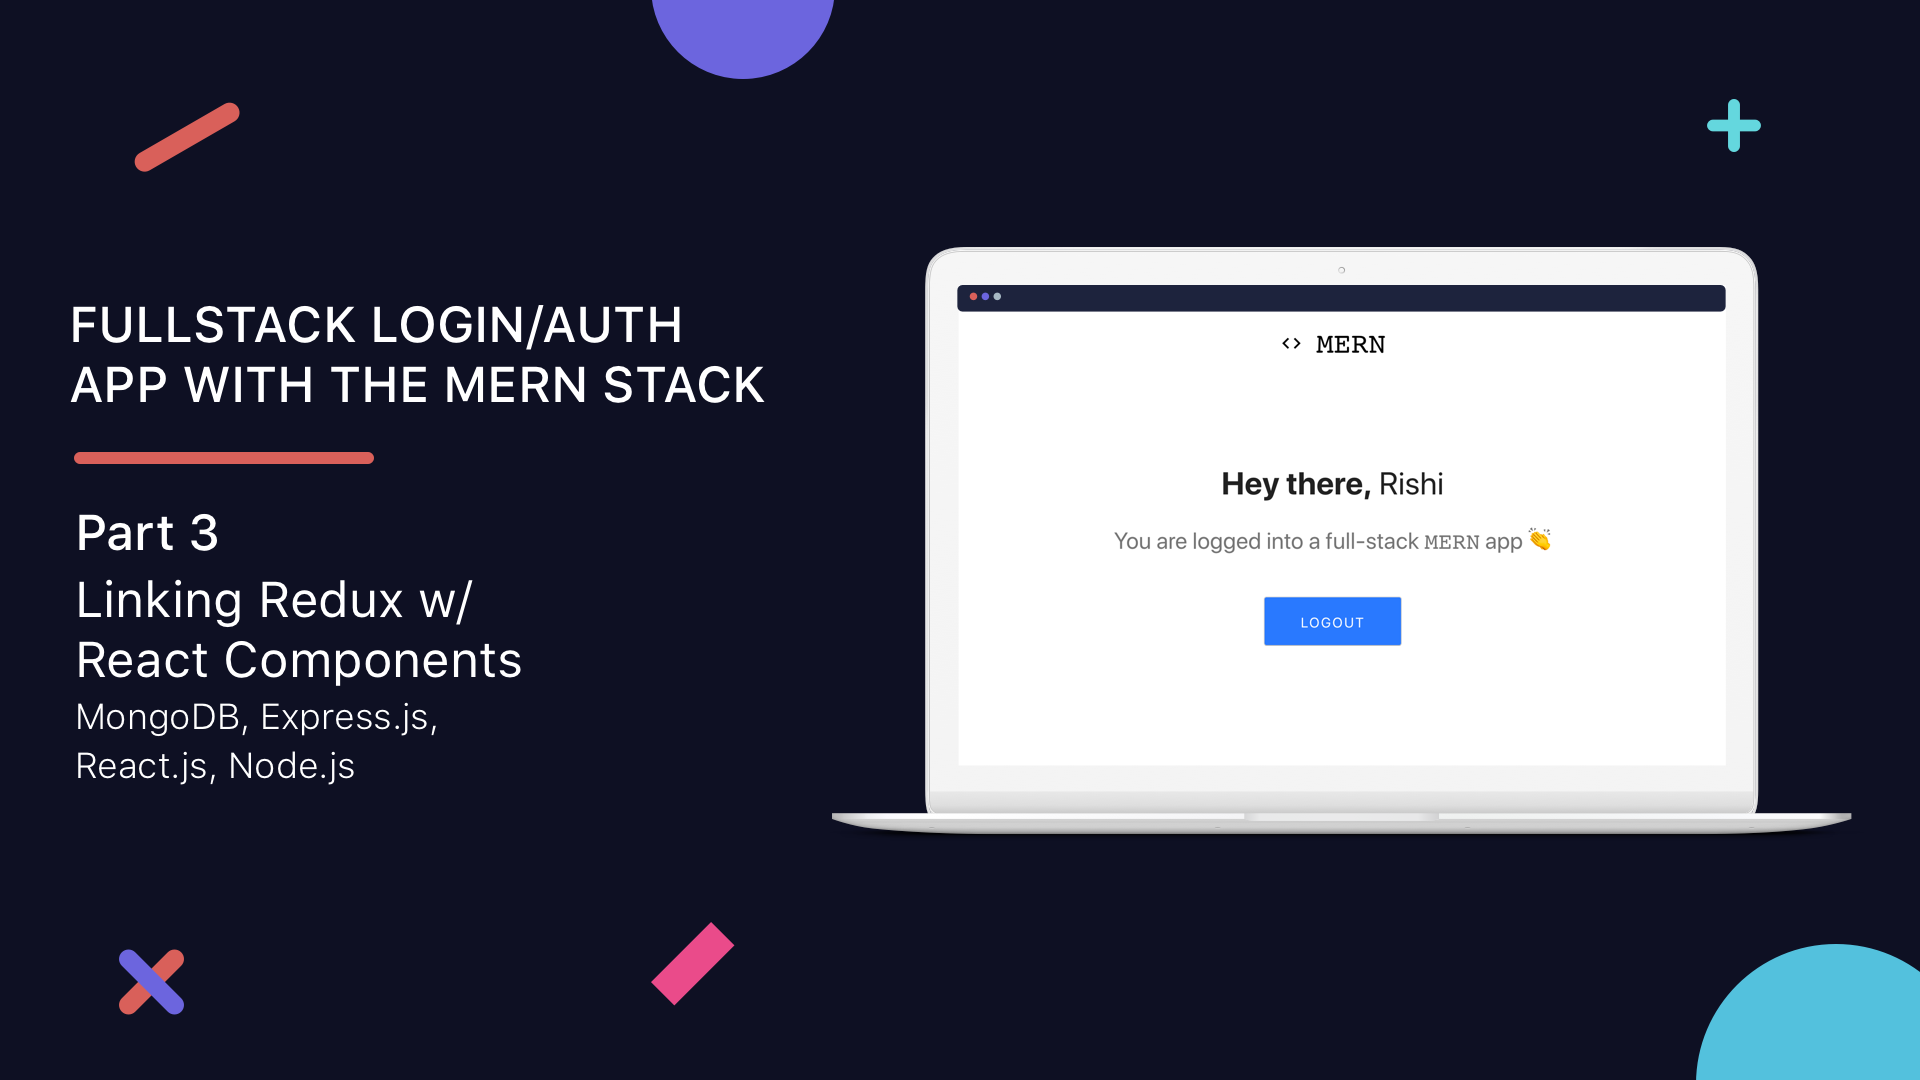 FULLSTACK LOGIN/AUTH
APP WITH THE MERN STACK
Part 3
Linking Redux w/
React Components
MongoDB, Express.js,
React.js, Node.js
<> MERN
Hey there, Rishi
You are logged into a full-stack MERN app 👏
LOGOUT